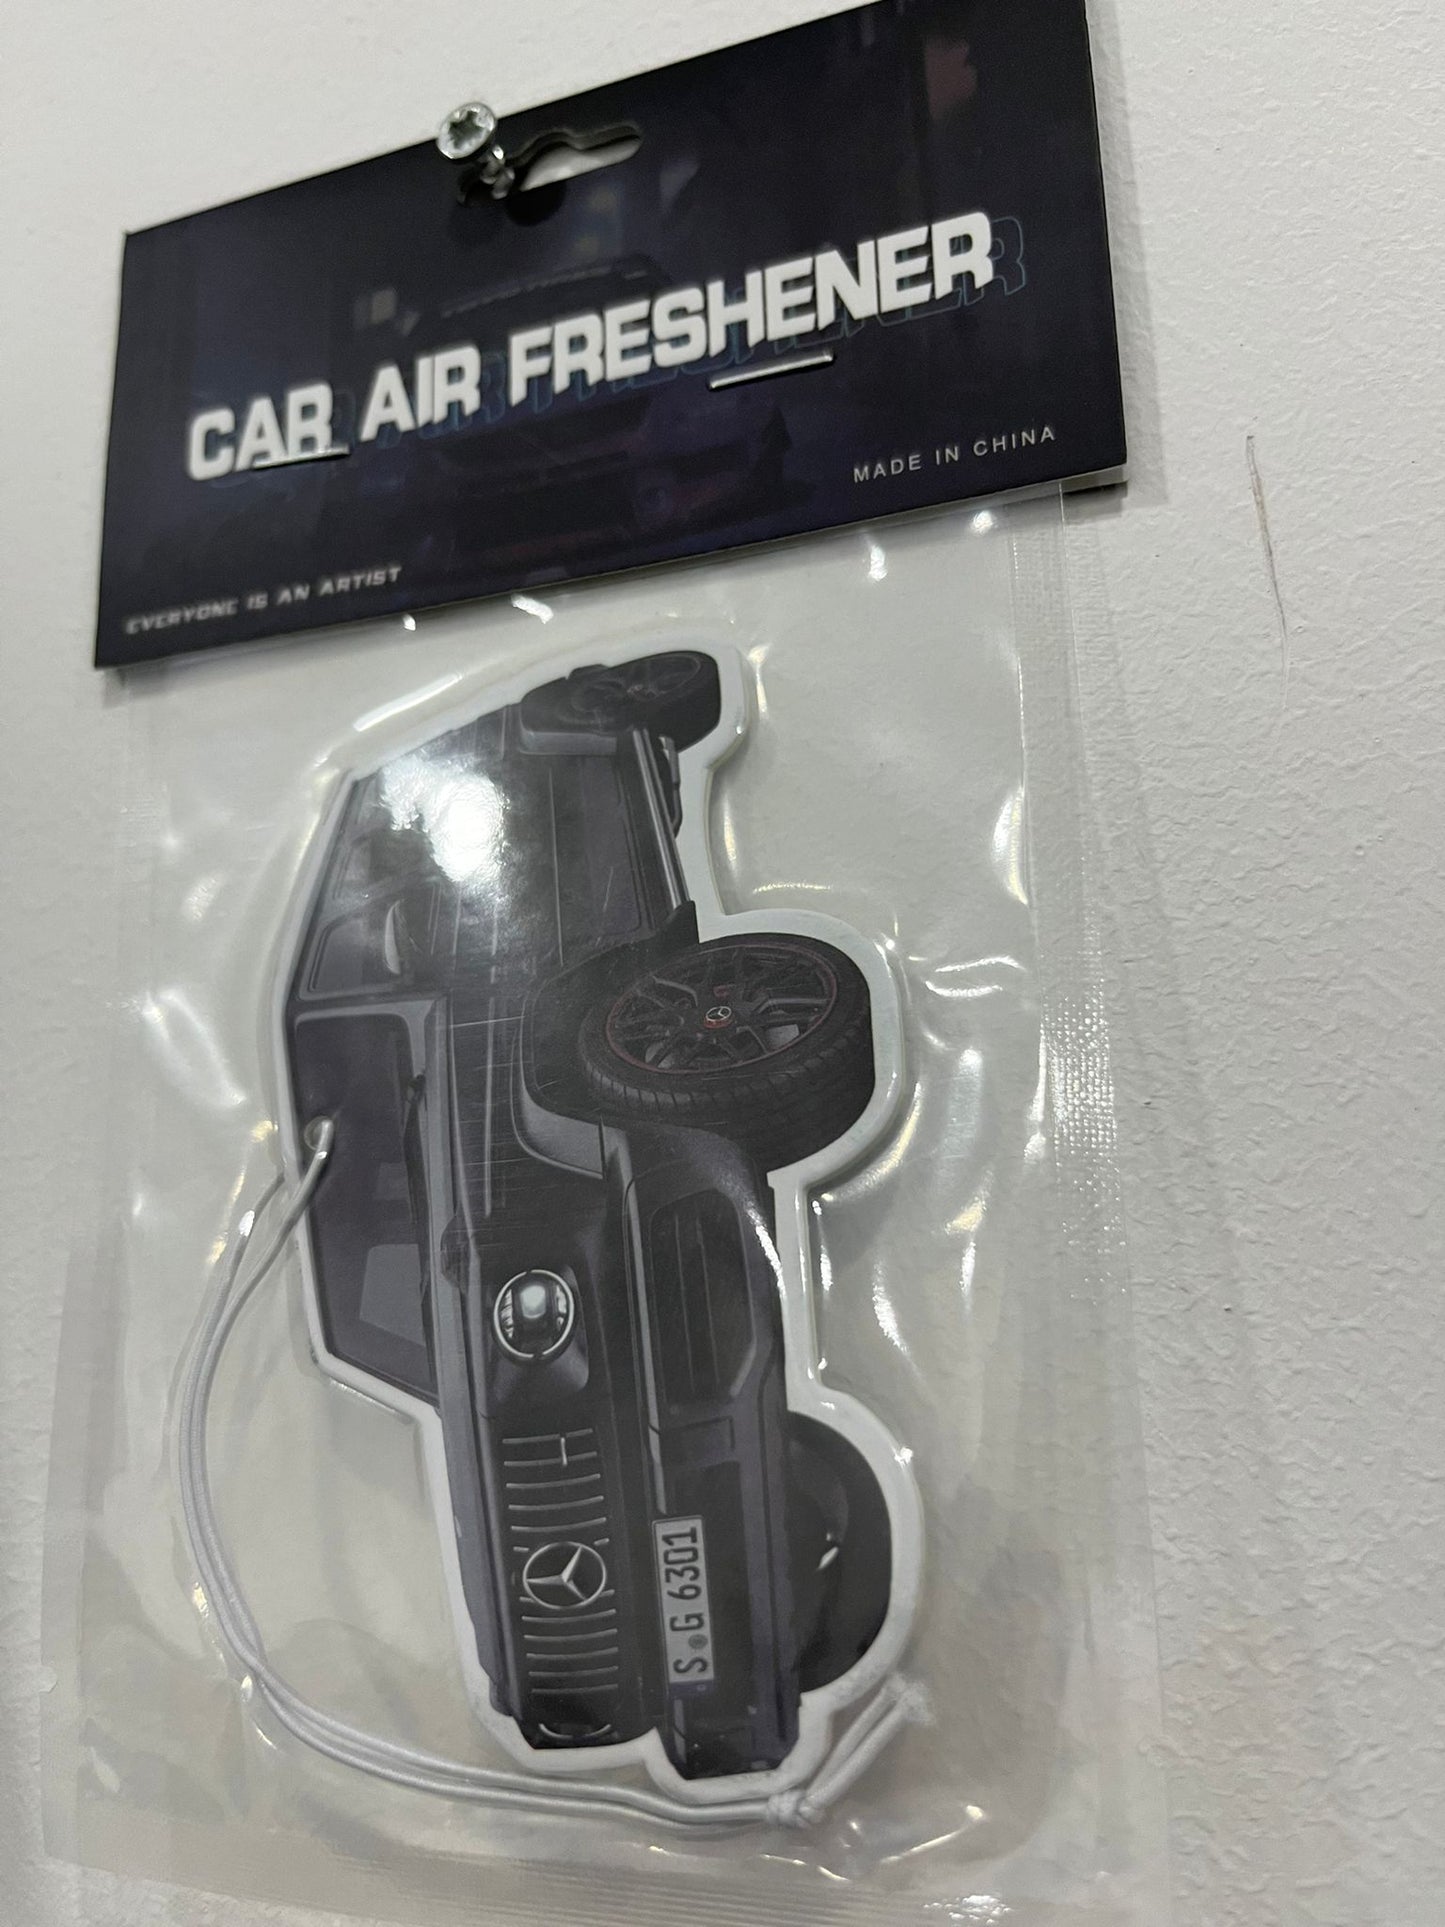 CAR AIR FRESHENER
MADE IN CHINA
EVERYONE IS AN ARTIST
S G 6301